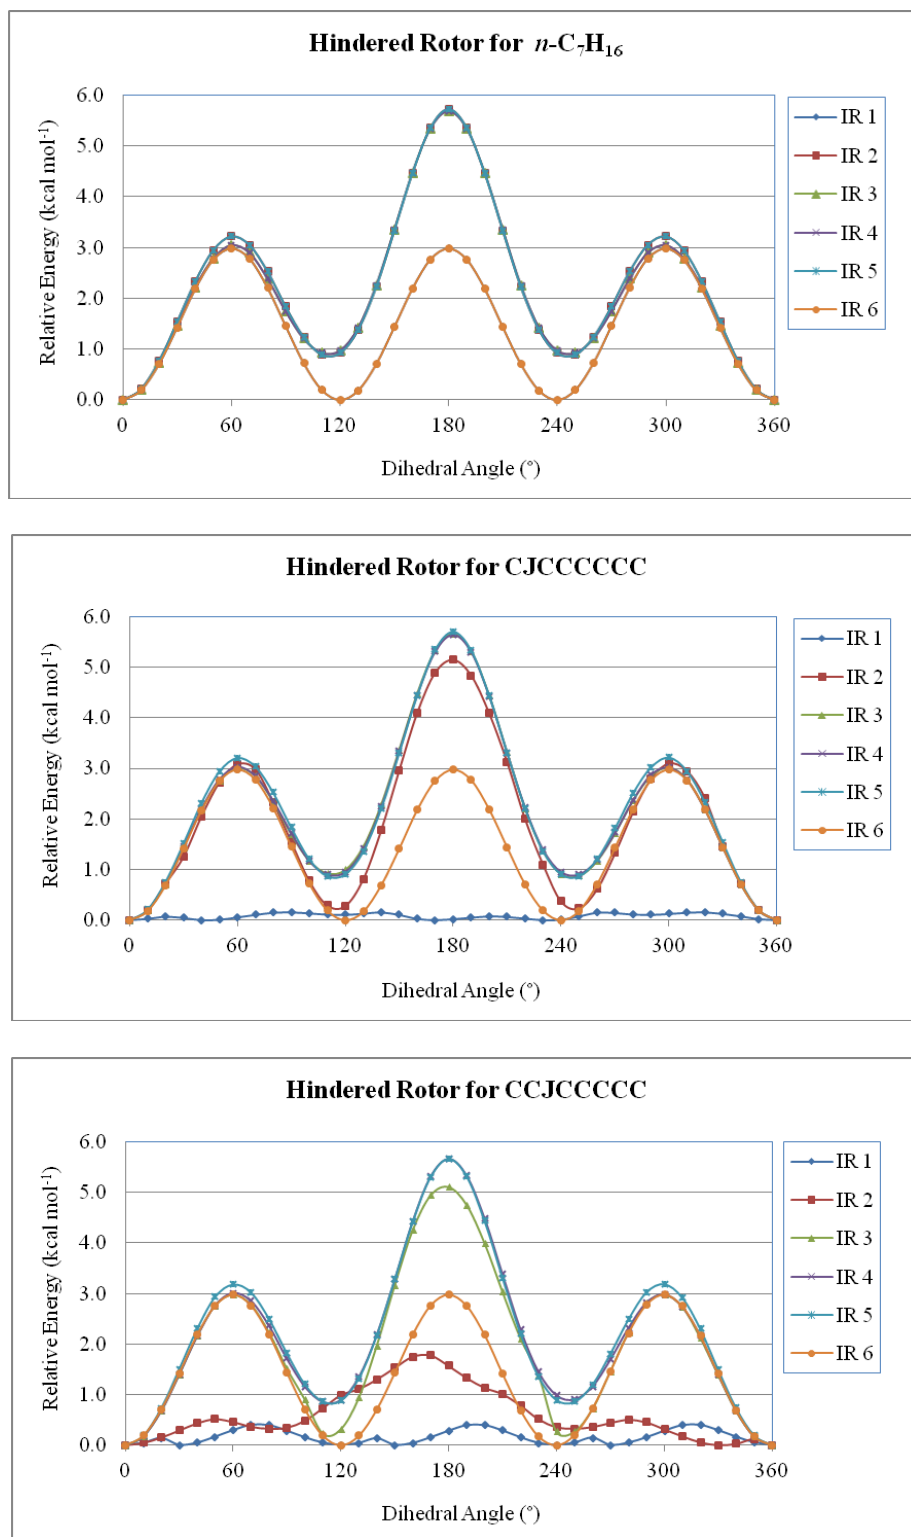 Hindered Rotor for n-C₇H₁₆
Relative Energy (kcal mol⁻¹)
6.0
5.0
4.0
3.0
2.0
1.0
0.0
0 60 120 180 240 300 360
Dihedral Angle (°)
IR 1
IR 2
IR 3
IR 4
IR 5
IR 6
Hindered Rotor for CJCCCCCC
Relative Energy (kcal mol⁻¹)
6.0
5.0
4.0
3.0
2.0
1.0
0.0
0 60 120 180 240 300 360
Dihedral Angle (°)
IR 1
IR 2
IR 3
IR 4
IR 5
IR 6
Hindered Rotor for CCJCCCCC
Relative Energy (kcal mol⁻¹)
6.0
5.0
4.0
3.0
2.0
1.0
0.0
0 60 120 180 240 300 360
Dihedral Angle (°)
IR 1
IR 2
IR 3
IR 4
IR 5
IR 6